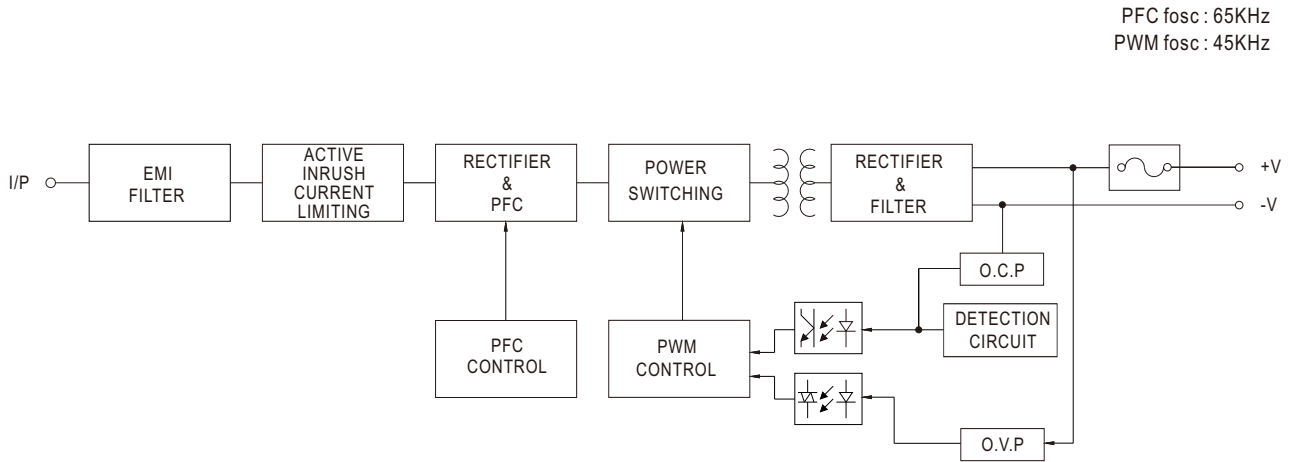 PFC fosc : 65KHz
PWM fosc : 45KHz
I/P
EMI
FILTER
ACTIVE
INRUSH
CURRENT
LIMITING
RECTIFIER
&
PFC
POWER
SWITCHING
RECTIFIER
&
FILTER
+V
-V
O.C.P
DETECTION
CIRCUIT
PFC
CONTROL
PWM
CONTROL
O.V.P